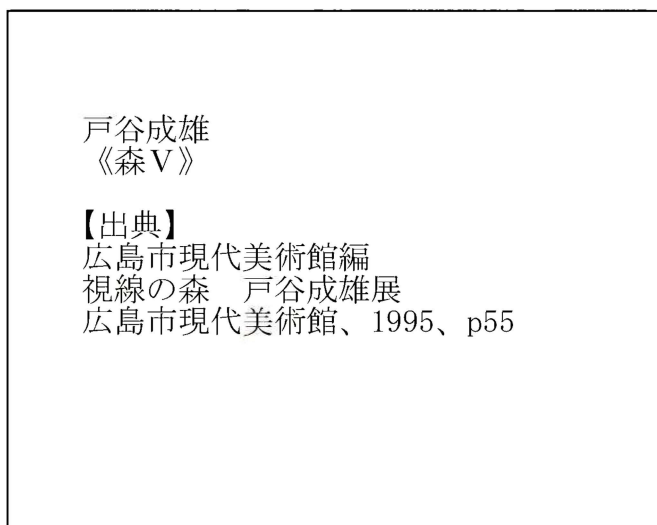 戸谷成雄
《森Ⅴ》
【出典】
広島市現代美術館編
視線の森　戸谷成雄展
広島市現代美術館、1995、p55